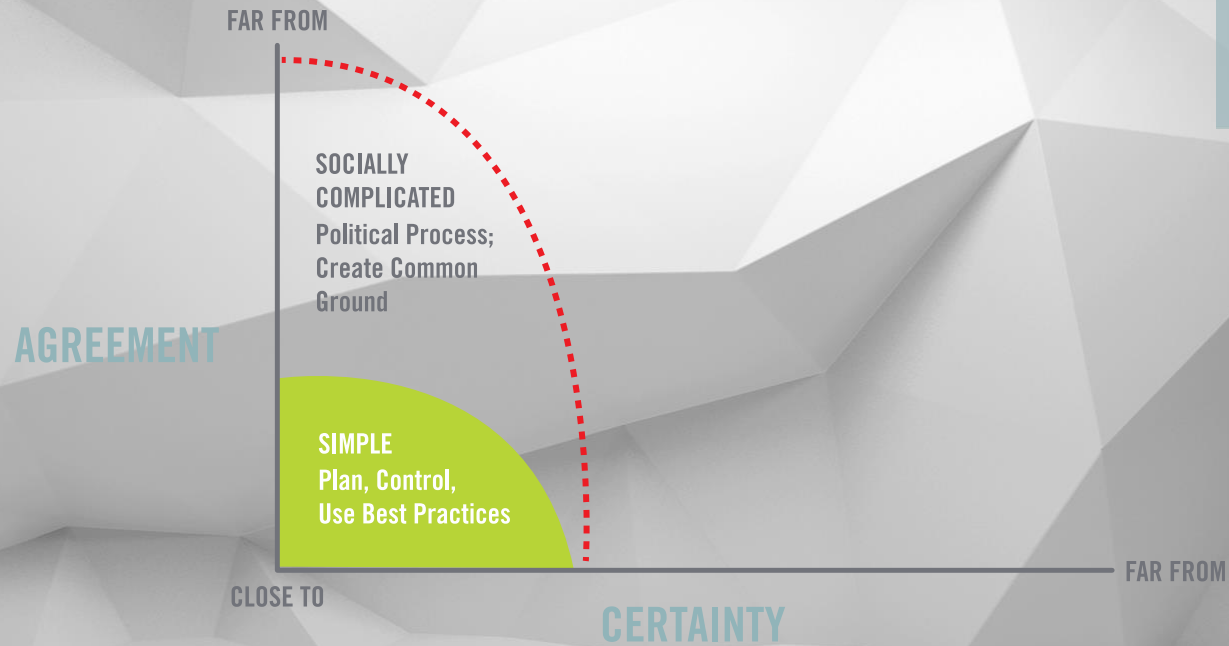 FAR FROM
SOCIALLY
COMPLICATED
Political Process;
Create Common
Ground
AGREEMENT
SIMPLE
Plan, Control,
Use Best Practices
FAR FROM
CLOSE TO
CERTAINTY